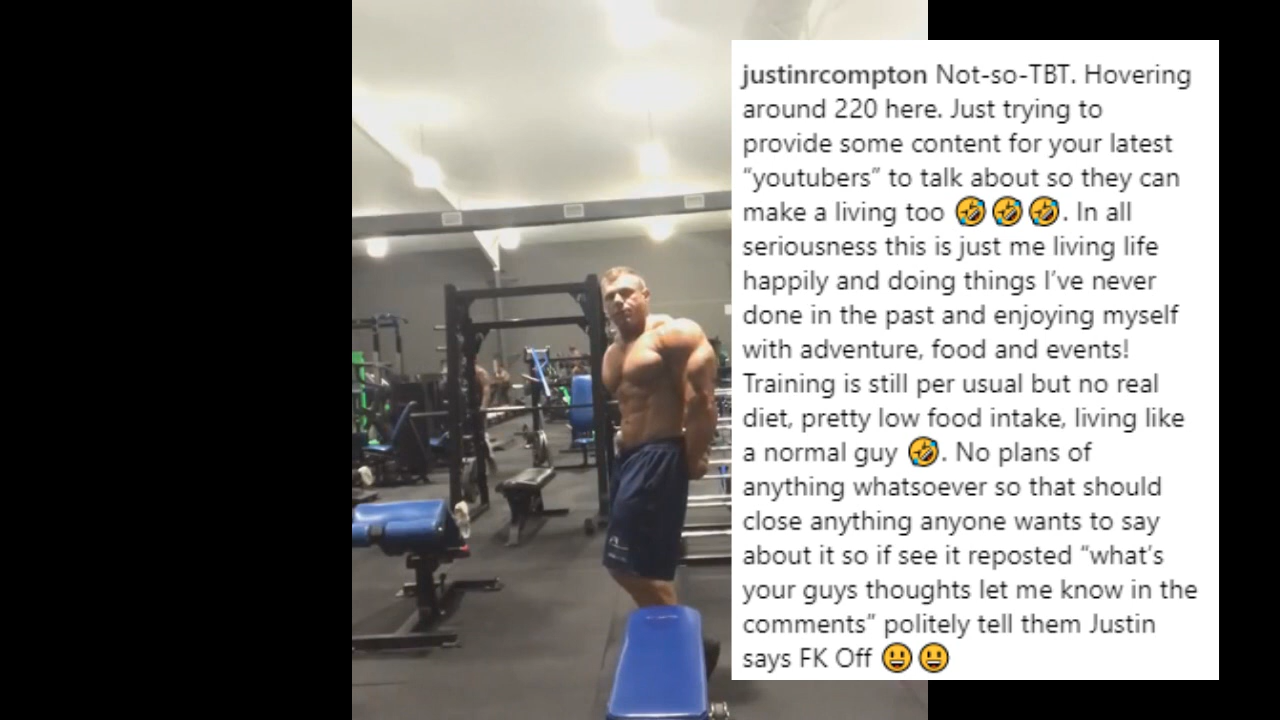 justinrcompton Not-so-TBT. Hovering
around 220 here. Just trying to
provide some content for your latest
“youtubers” to talk about so they can
make a living too 🤣🤣🤣. In all
seriousness this is just me living life
happily and doing things I’ve never
done in the past and enjoying myself
with adventure, food and events!
Training is still per usual but no real
diet, pretty low food intake, living like
a normal guy 🤣. No plans of
anything whatsoever so that should
close anything anyone wants to say
about it so if see it reposted “what’s
your guys thoughts let me know in the
comments” politely tell them Justin
says FK Off 😀😀